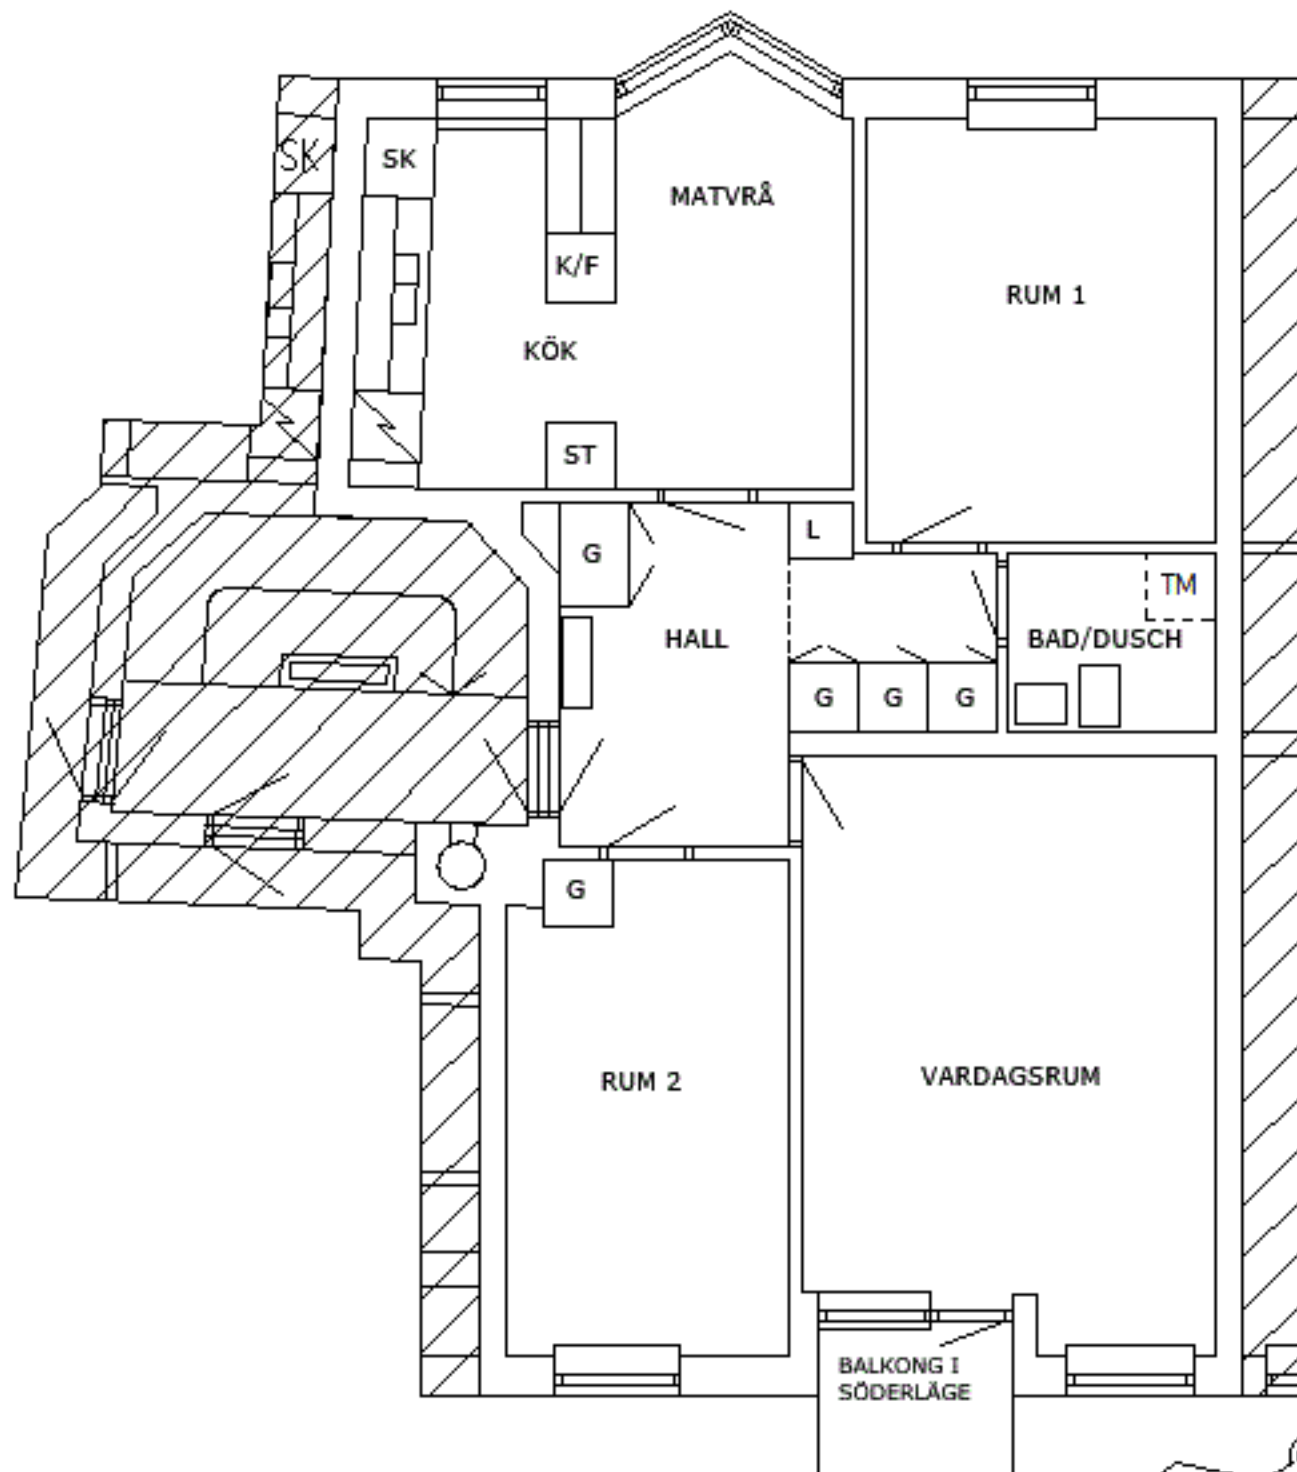 SK
SK
MATVRÅ
K/F
RUM 1
KÖK
ST
G
L
HALL
TM
BAD/DUSCH
G
G
G
G
RUM 2
VARDAGSRUM
BALKONG I
SÖDERLÄGE